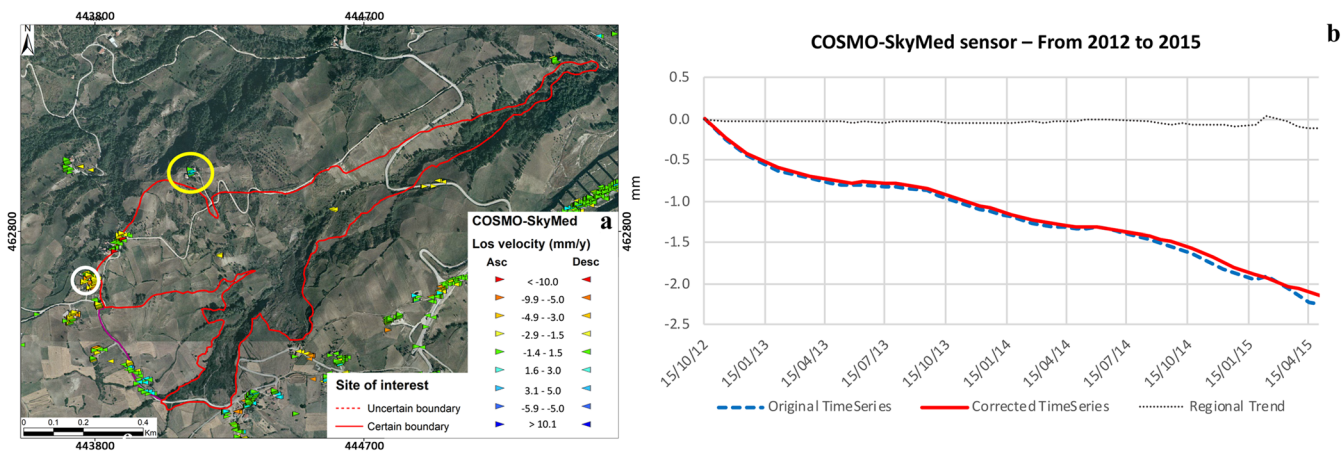 443800
444700
N
462800
462800
COSMO-SkyMed
a
Los velocity (mm/y)
Asc
Desc
< -10.0
-9.9 - -5.0
-4.9 - -3.0
-2.9 - -1.5
-1.4 - 1.5
1.6 - 3.0
3.1 - 5.0
-5.9 - -5.0
> 10.1
Site of interest
Uncertain boundary
Certain boundary
0 0.1 0.2 0.4
Km
443800
444700
b
COSMO-SkyMed sensor – From 2012 to 2015
mm
0.5
0.0
-0.5
-1.0
-1.5
-2.0
-2.5
15/10/12
15/01/13
15/04/13
15/07/13
15/10/13
15/01/14
15/04/14
15/07/14
15/10/14
15/01/15
15/04/15
Original TimeSeries
Corrected TimeSeries
Regional Trend